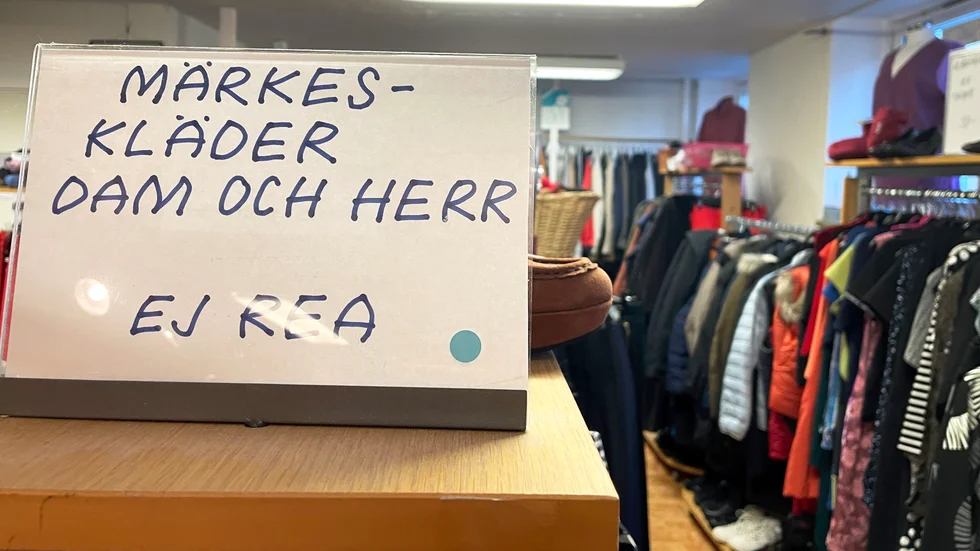 MÄRKES-
KLÄDER
DAM OCH HERR
EJ REA